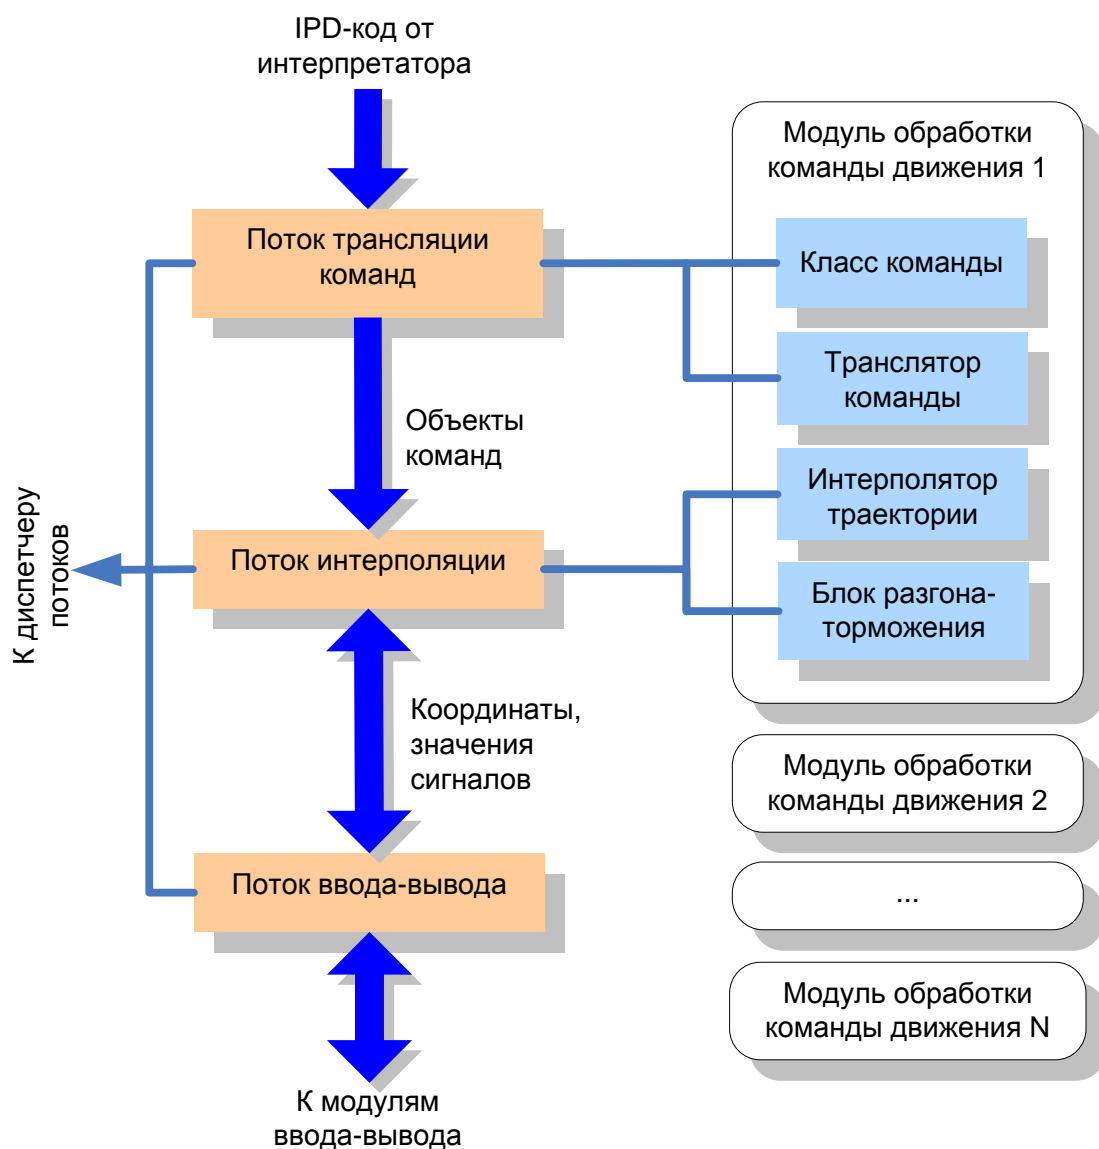 IPD-код от
интерпретатора
Модуль обработки
команды движения 1
Поток трансляции
команд
Класс команды
Транслятор
команды
Объекты
команд
Интерполятор
траектории
Поток интерполяции
К диспетчеру
потоков
Блок разгона-
торможения
Координаты,
значения
сигналов
Модуль обработки
команды движения 2
Поток ввода-вывода
...
Модуль обработки
команды движения N
К модулям
ввода-вывода